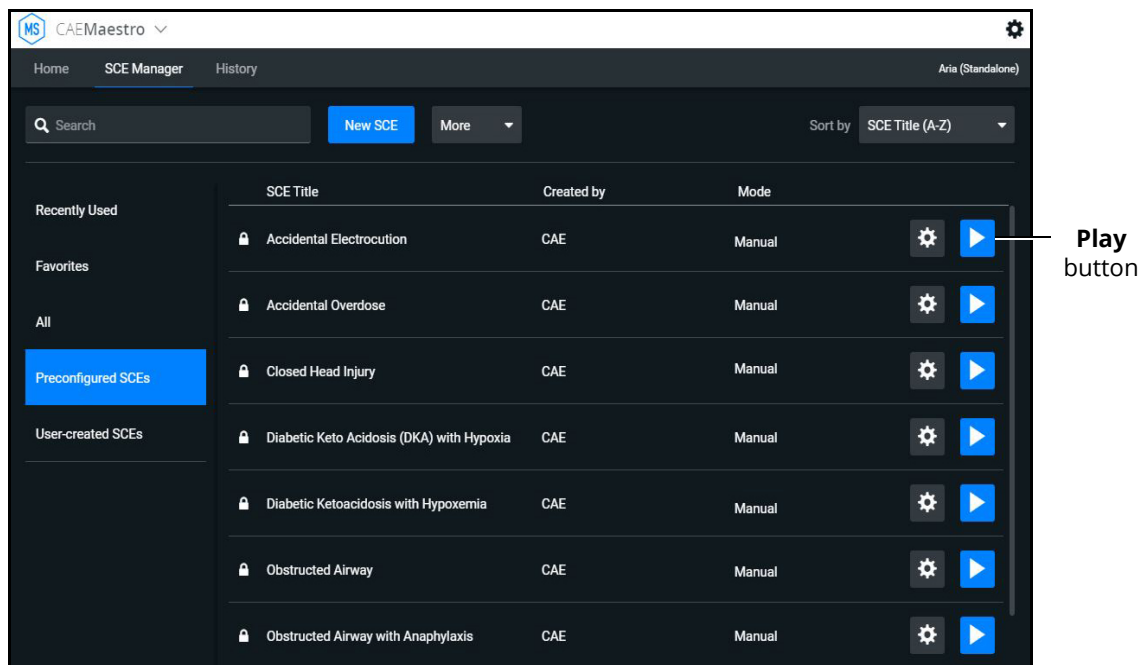 MS CAEMaestro
Home SCE Manager History Aria (Standalone)
Search New SCE More Sort by SCE Title (A-Z)
SCE Title Created by Mode
Recently Used
Favorites
All
Preconfigured SCEs
User-created SCEs
Accidental Electrocution CAE Manual
Accidental Overdose CAE Manual
Closed Head Injury CAE Manual
Diabetic Keto Acidosis (DKA) with Hypoxia CAE Manual
Diabetic Ketoacidosis with Hypoxemia CAE Manual
Obstructed Airway CAE Manual
Obstructed Airway with Anaphylaxis CAE Manual
Play
button